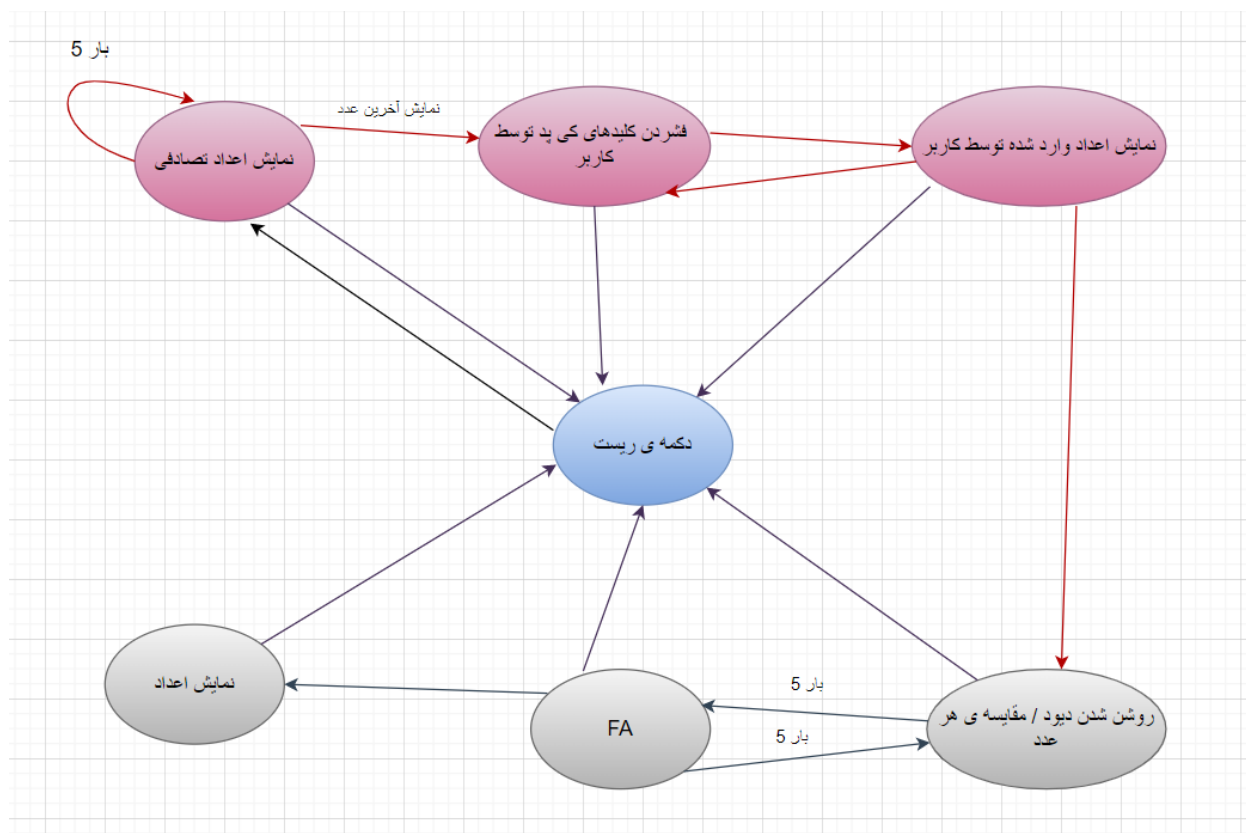 5 بار
نمایش اعداد تصادفی
نمایش آخرین عدد
فشردن کلیدهای کی پد توسط
کاربر
نمایش اعداد وارد شده توسط کاربر
دکمه ی ریست
نمایش اعداد
FA
5 بار
5 بار
روشن شدن دیود / مقایسه ی هر
عدد